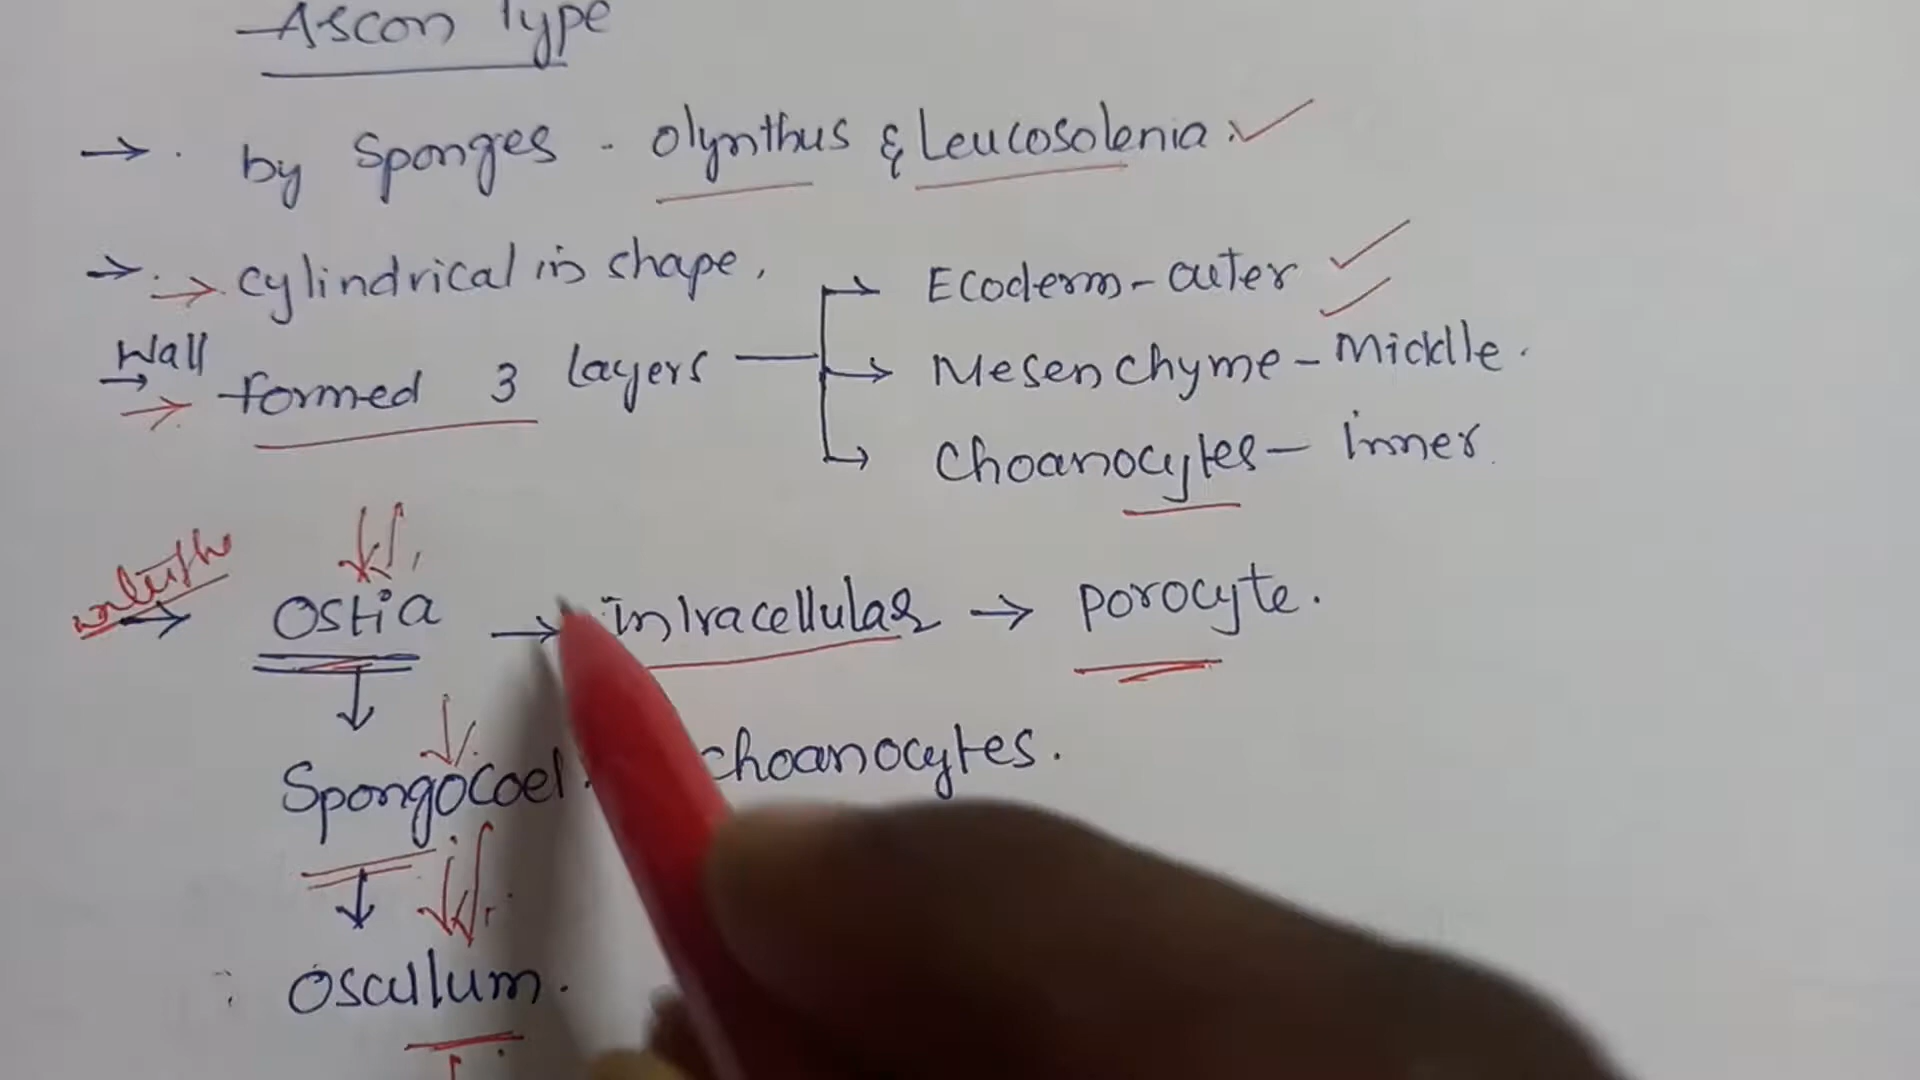 Ascon Type
→ . by Sponges - Olynthus & Leucosolenia.
→ . → cylindrical in shape.
Wall
→ → formed 3 layers
→ Ecoderm - outer
→ Mesenchyme - Middle.
→ Choanocytes - Inner.
→ Ostia → intracellular → porocyte.
↓
Spongocoel. choanocytes.
↓
Oscullum.